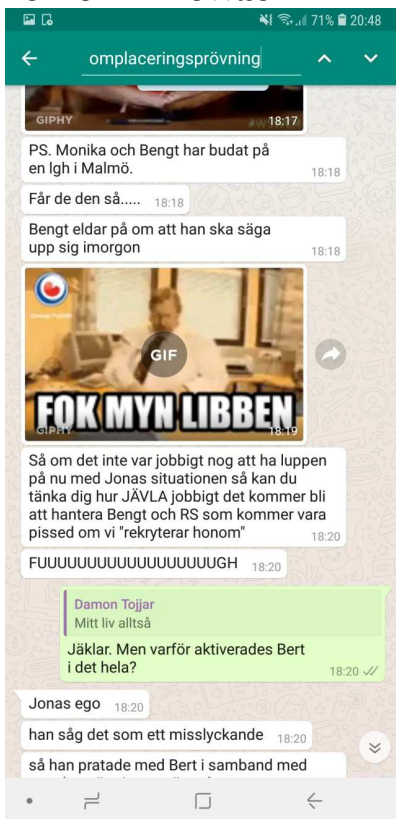 71% 20:48
omplaceringsprövning
GIPHY 18:17
PS. Monika och Bengt har budat på
en lgh i Malmö. 18:18
Får de den så..... 18:18
Bengt eldar på om att han ska säga
upp sig imorgon 18:18
GIF
FOK MYN LIBBEN
GIPHY 18:19
Så om det inte var jobbigt nog att ha luppen
på nu med Jonas situationen så kan du
tänka dig hur JÄVLA jobbigt det kommer bli
att hantera Bengt och RS som kommer vara
pissed om vi "rekryterar honom" 18:20
FUUUUUUUUUUUUUUUUUUGH 18:20
Damon Tojjar
Mitt liv alltså
Jäklar. Men varför aktiverades Bert
i det hela? 18:20
Jonas ego 18:20
han såg det som ett misslyckande 18:20
så han pratade med Bert i samband med